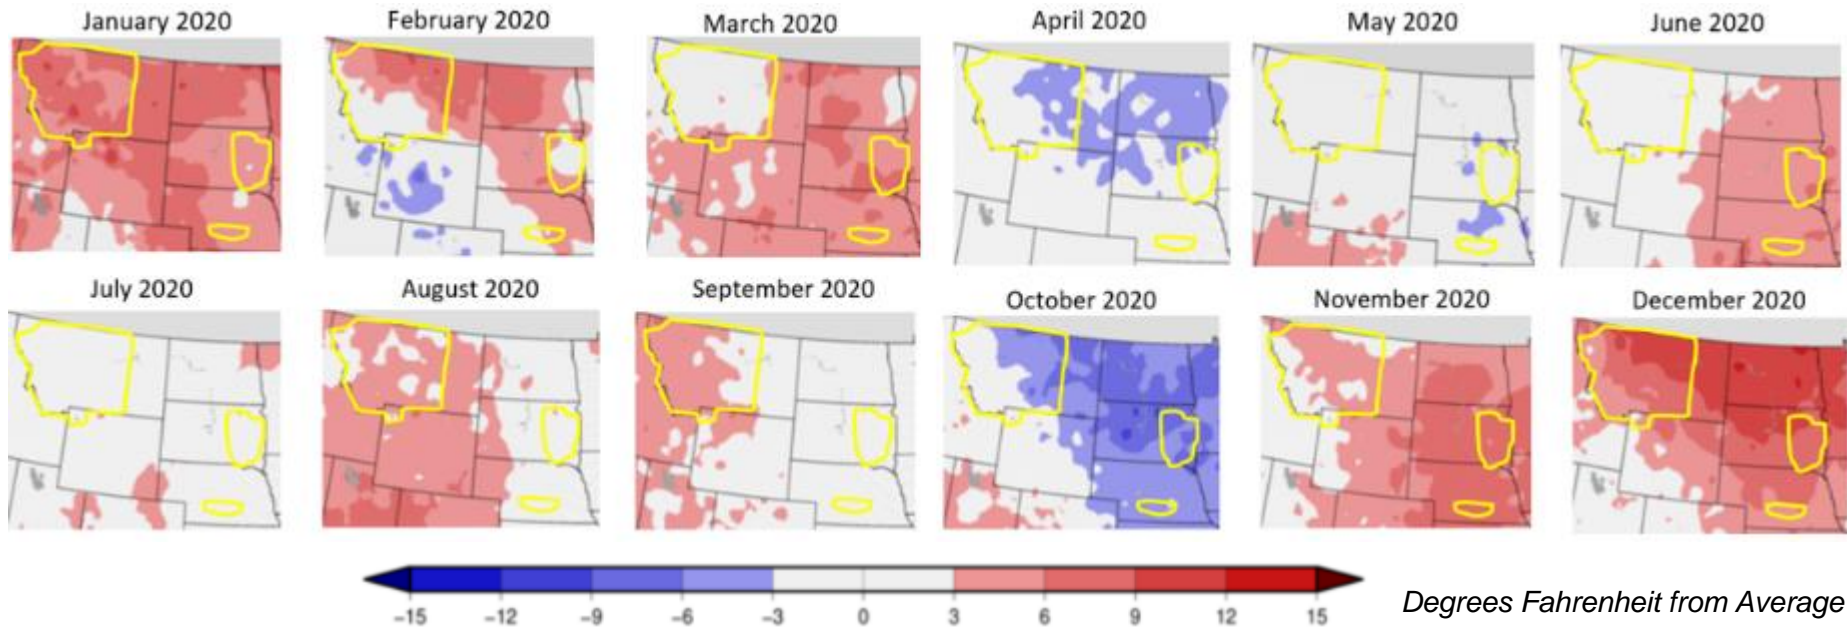 January 2020
February 2020
March 2020
April 2020
May 2020
June 2020
July 2020
August 2020
September 2020
October 2020
November 2020
December 2020
−15 −12 −9 −6 −3 0 3 6 9 12 15
Degrees Fahrenheit from Average